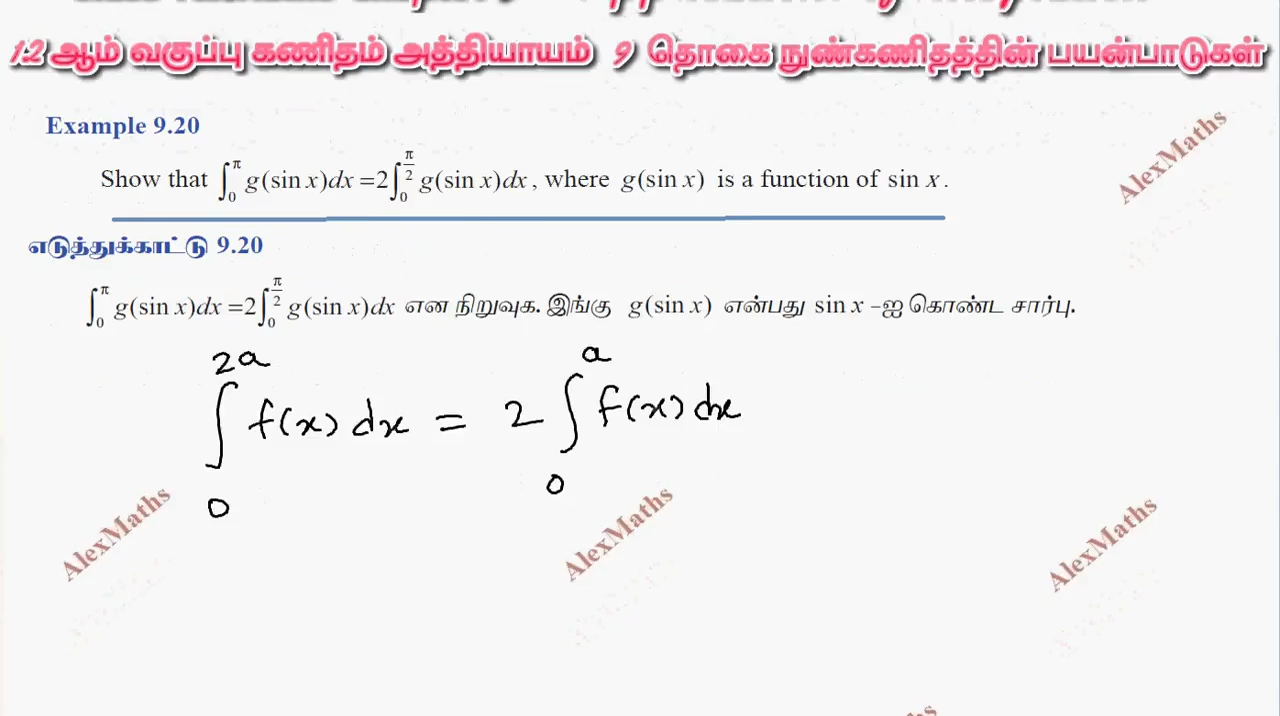 12 ஆம் வகுப்பு கணிதம் அத்தியாயம் 9 தொகை நுண்கணிதத்தின் பயன்பாடுகள்
Example 9.20
Show that ∫₀^π g(sin x)dx = 2∫₀^(π/2) g(sin x)dx, where g(sin x) is a function of sin x.
எடுத்துக்காட்டு 9.20
∫₀^π g(sin x)dx = 2∫₀^(π/2) g(sin x)dx என நிறுவுக. இங்கு g(sin x) என்பது sin x –ஐ கொண்ட சார்பு.
∫₀^(2a) f(x) dx = 2 ∫₀^a f(x) dx
AlexMaths
AlexMaths
AlexMaths
AlexMaths